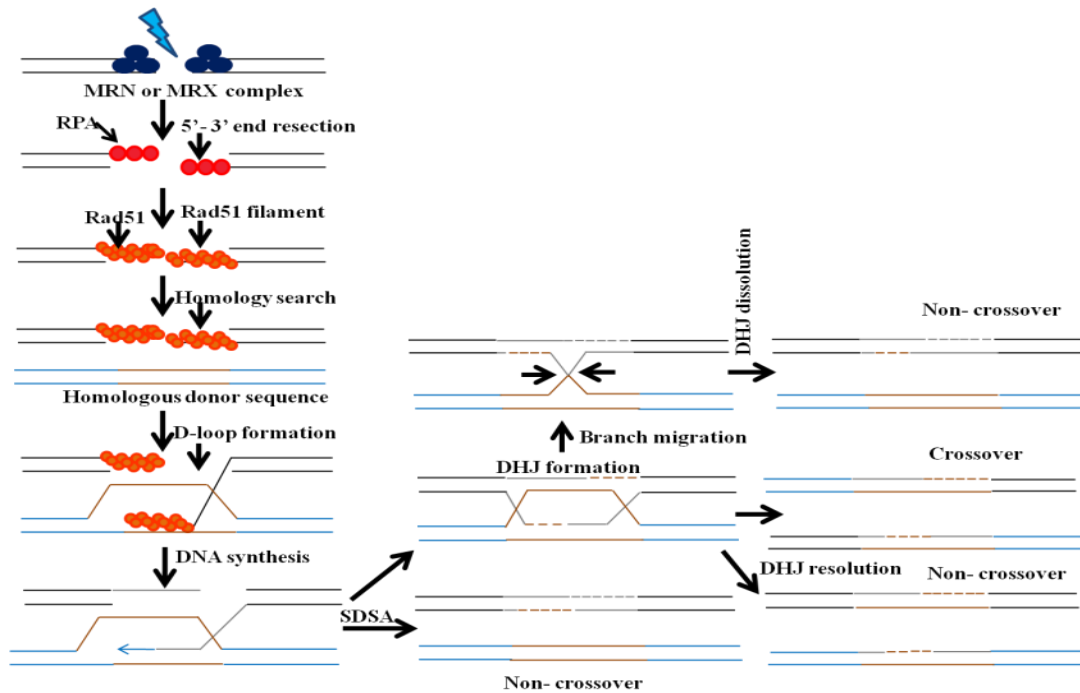 MRN or MRX complex
RPA
5’- 3’ end resection
Rad51
Rad51 filament
Homology search
Homologous donor sequence
D-loop formation
DNA synthesis
SDSA
Non- crossover
DHJ formation
Branch migration
DHJ dissolution
Non- crossover
Crossover
DHJ resolution
Non- crossover